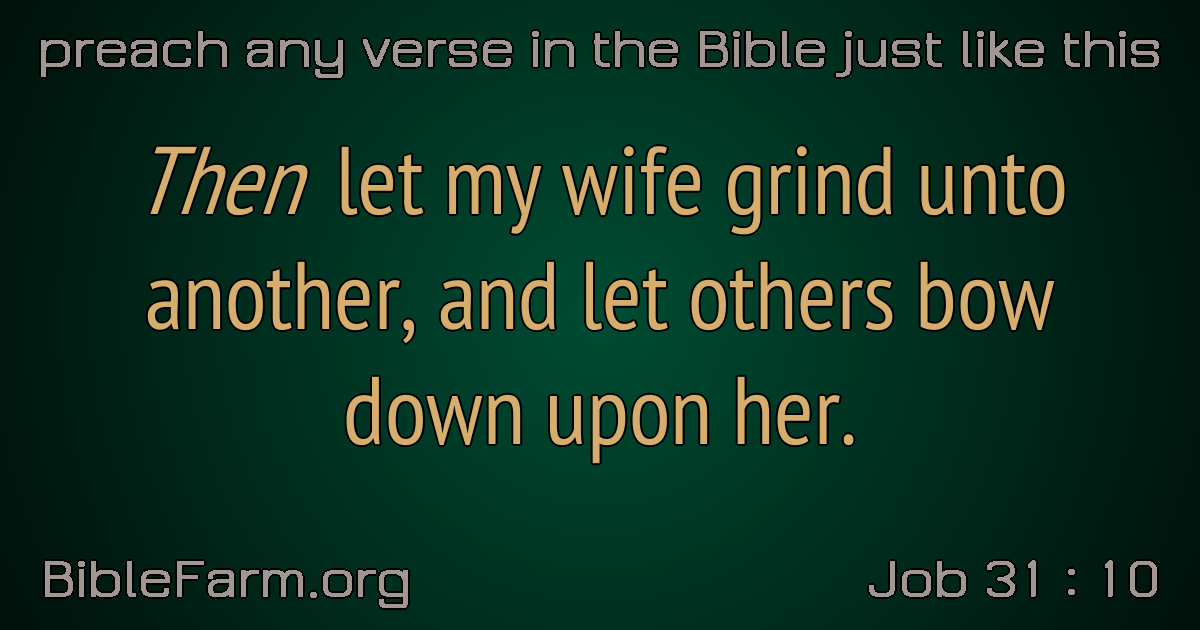 preach any verse in the Bible just like this
Then let my wife grind unto
another, and let others bow
down upon her.
BibleFarm.org
Job 31 : 10